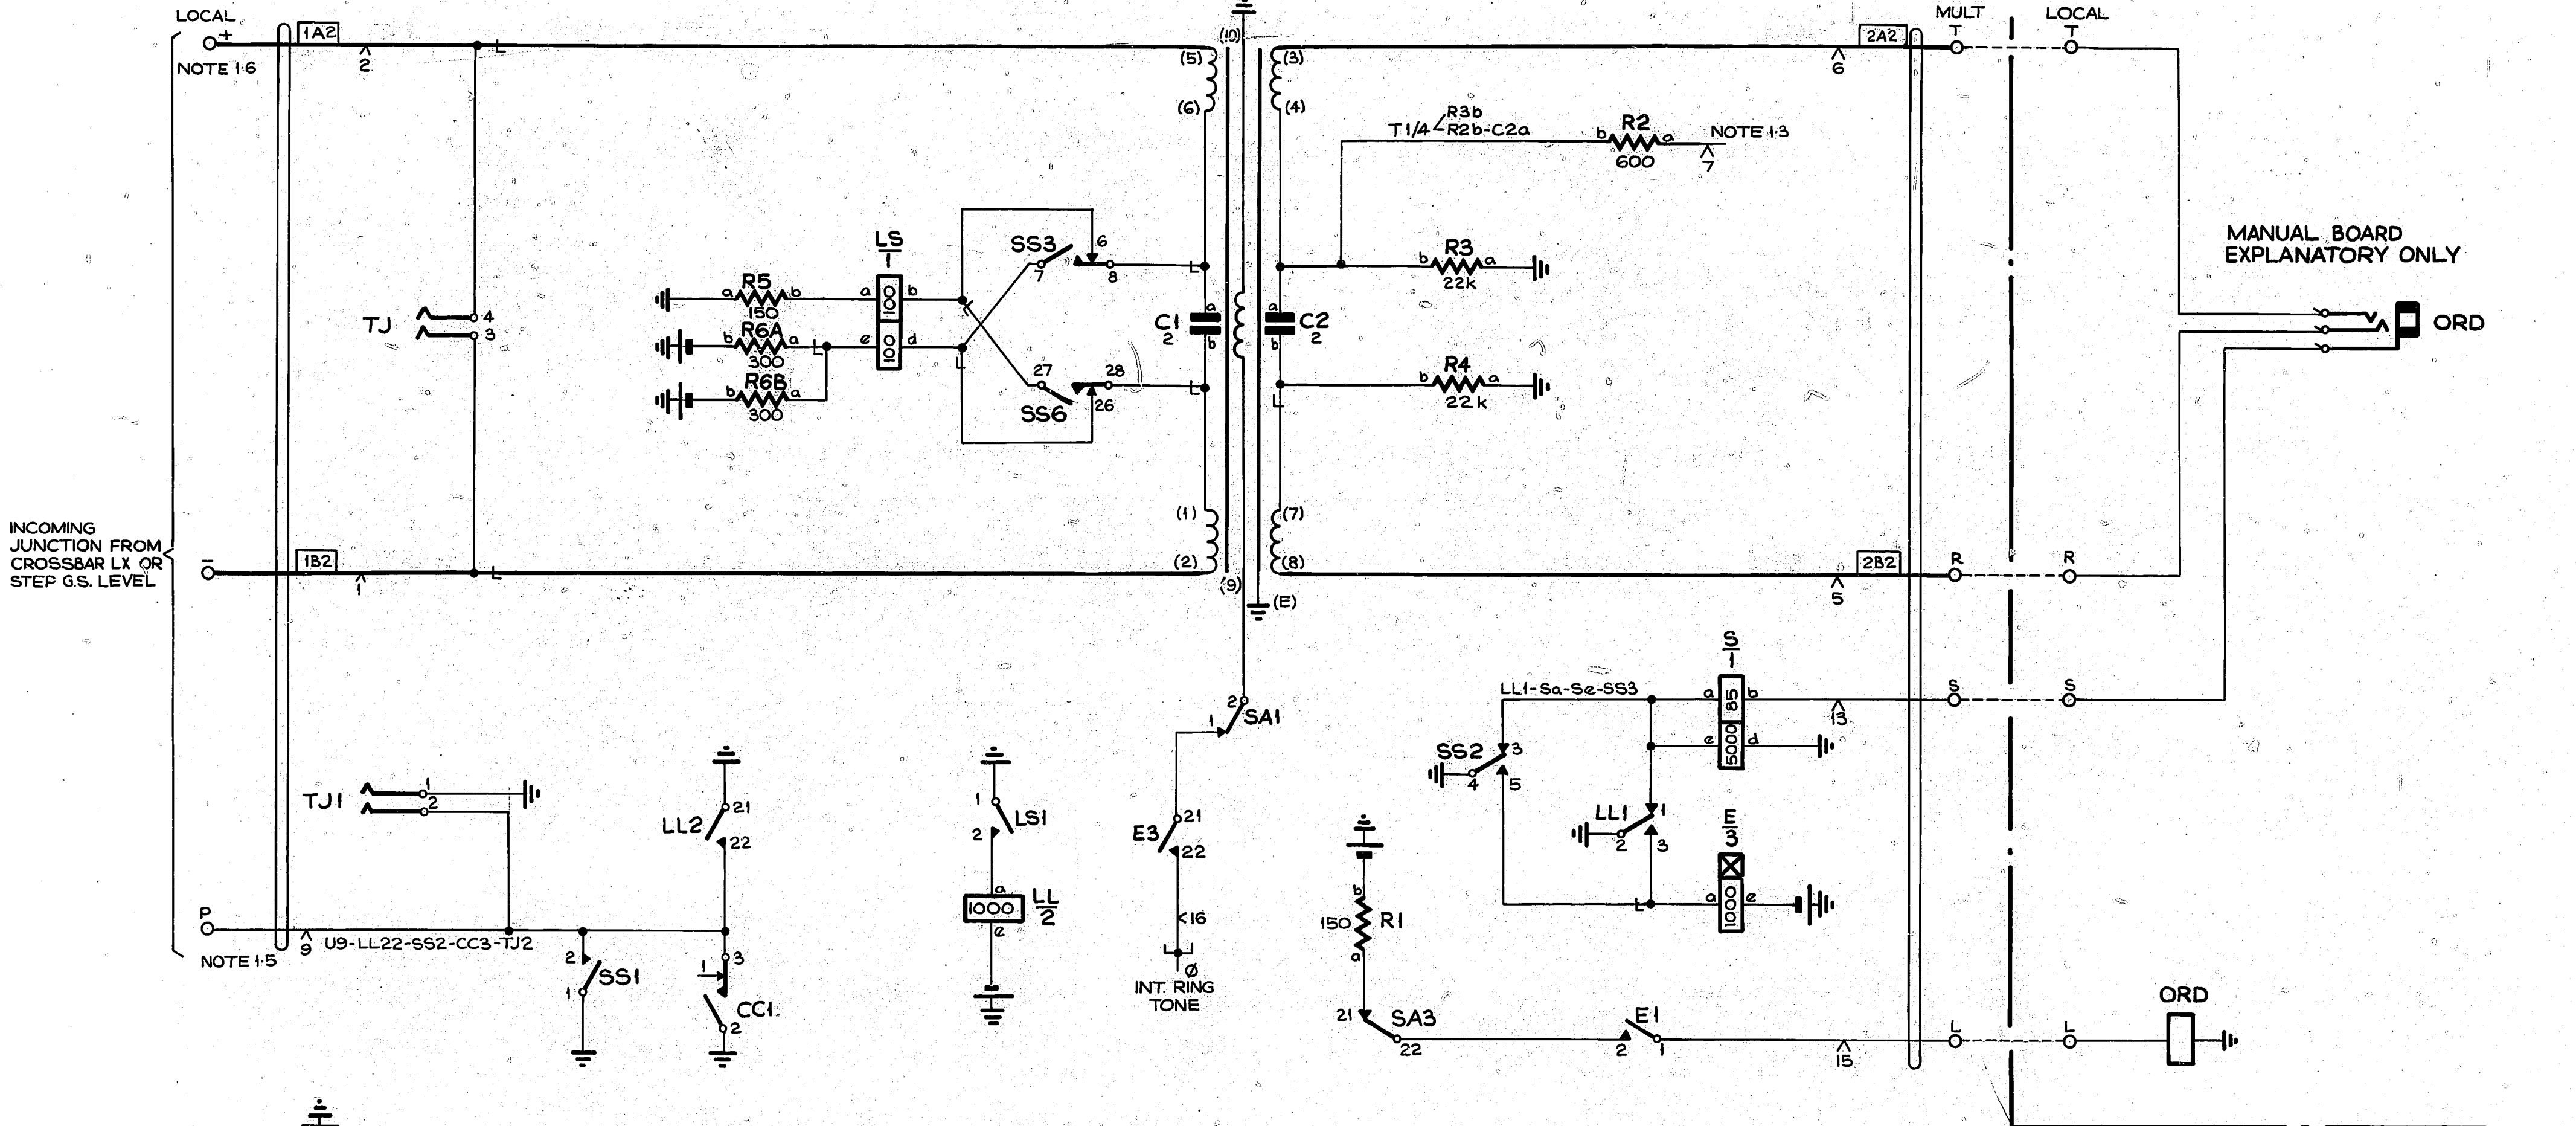 LOCAL
+
NOTE 1·6
1A2
2
L
(5)
(6)
(10)
(3)
(4)
2A2
6
MULT
T
LOCAL
T
T1/4
R3b
R2b-C2a
b R2 a
600
NOTE 1·3
7
MANUAL BOARD
EXPLANATORY ONLY
ORD
TJ
4
3
a R5 b
150
b R6A a
300
b R6B a
300
L
LS
1
a 100 b
e 100 d
L
L
SS3
7
6
8
L
27
28
26
SS6
L
C1
2
a
b
C2
2
a
b
b R3 a
22k
b R4 a
22k
L
INCOMING
JUNCTION FROM
CROSSBAR LX OR
STEP G.S. LEVEL
−
1B2
1
L
(1)
(2)
(9)
(7)
(8)
(E)
2B2
5
R
R
TJ1
1
2
LL2
21
22
1
2
LS1
a
1000
e
LL
2
2
1
SA1
E3
21
22
16
Ø
INT. RING
TONE
LL1-Sa-Se-SS3
S
1
a 85 b
e 5000 d
13
S
S
SS2
3
4
5
LL1
1
2
3
E
3
L
a 1000 e
P
NOTE 1·5
9
U9-LL22-SS2-CC3-TJ2
2
1
SS1
1
3
CC1
2
b
150 R1
a
21
SA3
22
E1
2
1
15
L
L
ORD